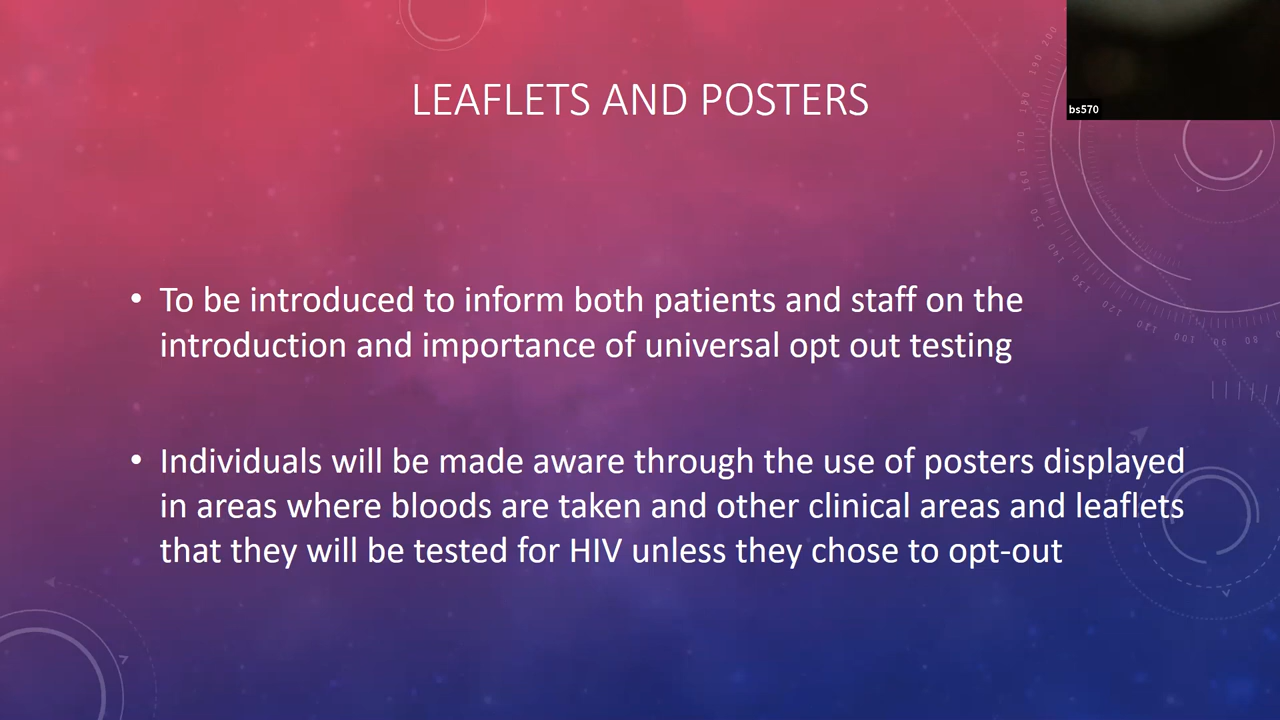 bs570
LEAFLETS AND POSTERS
• To be introduced to inform both patients and staff on the
introduction and importance of universal opt out testing
• Individuals will be made aware through the use of posters displayed
in areas where bloods are taken and other clinical areas and leaflets
that they will be tested for HIV unless they chose to opt-out